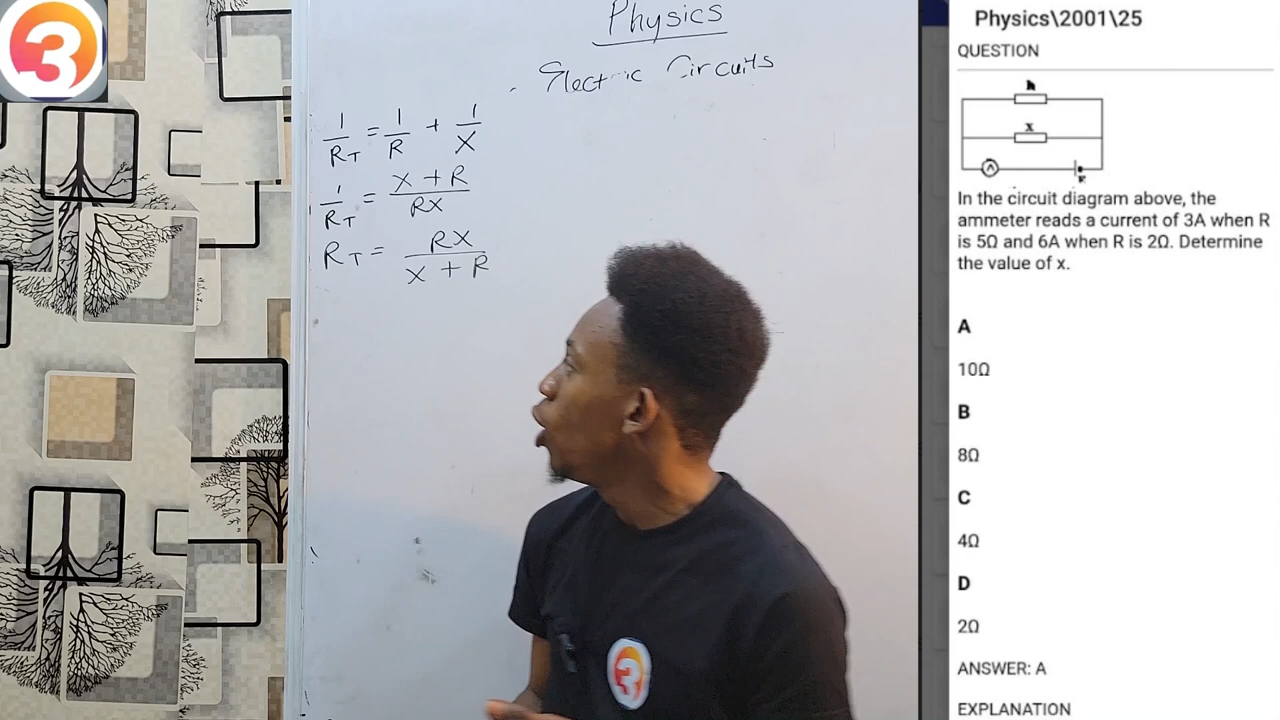 3
Physics
Electric Circuits
1/R_T = 1/R + 1/X
1/R_T = X + R / RX
R_T = RX / X + R
3
Physics\2001\25
QUESTION
R
X
A
E
In the circuit diagram above, the
ammeter reads a current of 3A when R
is 5Ω and 6A when R is 2Ω. Determine
the value of x.
A
10Ω
B
8Ω
C
4Ω
D
2Ω
ANSWER: A
EXPLANATION